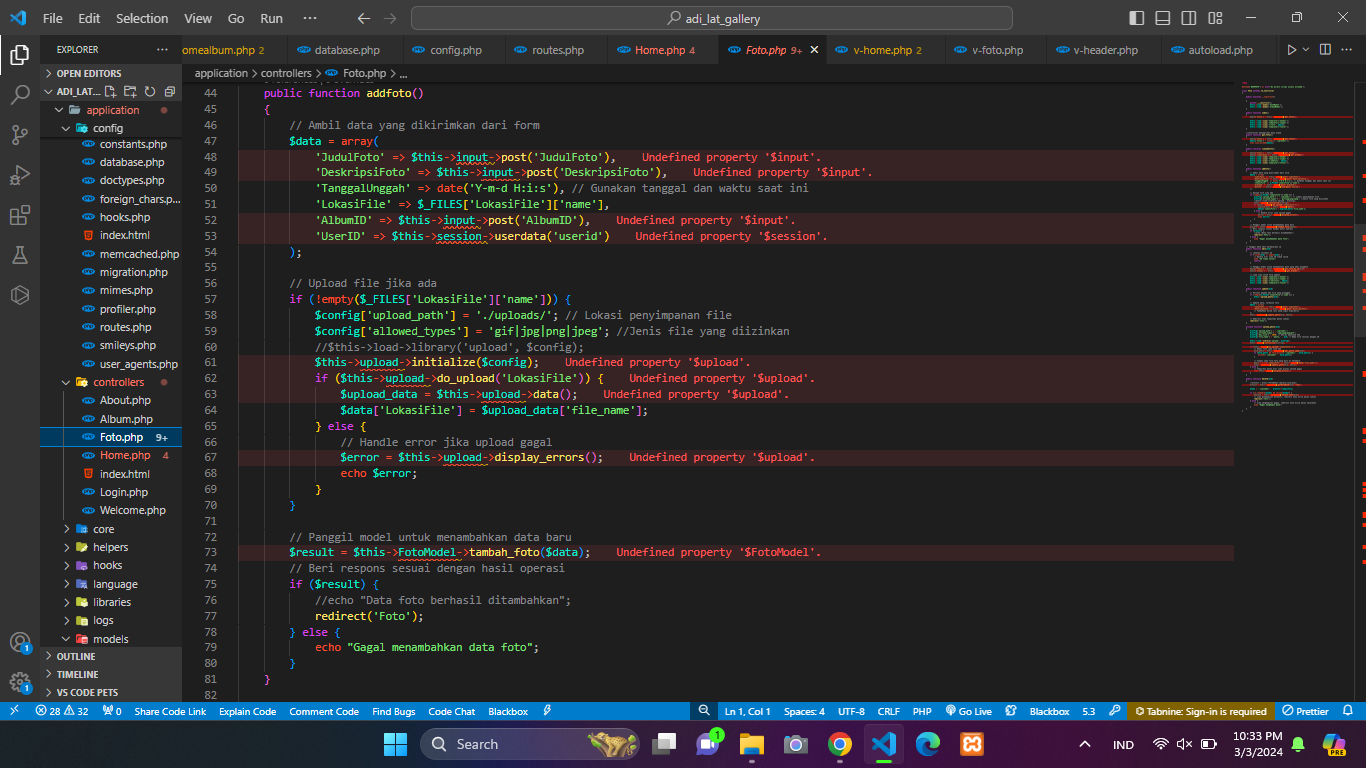 File Edit Selection View Go Run ··· adi_lat_gallery
EXPLORER ···
omealbum.php 2 database.php config.php routes.php Home.php 4 Foto.php 9+ v-home.php 2 v-foto.php v-header.php autoload.php
OPEN EDITORS
ADI_LAT...
application
config
constants.php
database.php
doctypes.php
foreign_chars.p...
hooks.php
index.html
memcached.php
migration.php
mimes.php
profiler.php
routes.php
smileys.php
user_agents.php
controllers
About.php
Album.php
Foto.php 9+
Home.php 4
index.html
Login.php
Welcome.php
core
helpers
hooks
language
libraries
logs
models
OUTLINE
TIMELINE
VS CODE PETS
application > controllers > Foto.php > ...
44 public function addfoto()
45 {
46 // Ambil data yang dikirimkan dari form
47 $data = array(
48 'JudulFoto' => $this->input->post('JudulFoto'), Undefined property '$input'.
49 'DeskripsiFoto' => $this->input->post('DeskripsiFoto'), Undefined property '$input'.
50 'TanggalUnggah' => date('Y-m-d H:i:s'), // Gunakan tanggal dan waktu saat ini
51 'LokasiFile' => $_FILES['LokasiFile']['name'],
52 'AlbumID' => $this->input->post('AlbumID'), Undefined property '$input'.
53 'UserID' => $this->session->userdata('userid') Undefined property '$session'.
54 );
55
56 // Upload file jika ada
57 if (!empty($_FILES['LokasiFile']['name'])) {
58 $config['upload_path'] = './uploads/'; // Lokasi penyimpanan file
59 $config['allowed_types'] = 'gif|jpg|png|jpeg'; //Jenis file yang diizinkan
60 //$this->load->library('upload', $config);
61 $this->upload->initialize($config); Undefined property '$upload'.
62 if ($this->upload->do_upload('LokasiFile')) { Undefined property '$upload'.
63 $upload_data = $this->upload->data(); Undefined property '$upload'.
64 $data['LokasiFile'] = $upload_data['file_name'];
65 } else {
66 // Handle error jika upload gagal
67 $error = $this->upload->display_errors(); Undefined property '$upload'.
68 echo $error;
69 }
70 }
71
72 // Panggil model untuk menambahkan data baru
73 $result = $this->FotoModel->tambah_foto($data); Undefined property '$FotoModel'.
74 // Beri respons sesuai dengan hasil operasi
75 if ($result) {
76 //echo "Data foto berhasil ditambahkan";
77 redirect('Foto');
78 } else {
79 echo "Gagal menambahkan data foto";
80 }
81 }
82
28 32 0 Share Code Link Explain Code Comment Code Find Bugs Code Chat Blackbox Ln 1, Col 1 Spaces: 4 UTF-8 CRLF PHP Go Live Blackbox 5.3 Tabnine: Sign-in is required Prettier
Search 1 IND 10:33 PM
3/3/2024